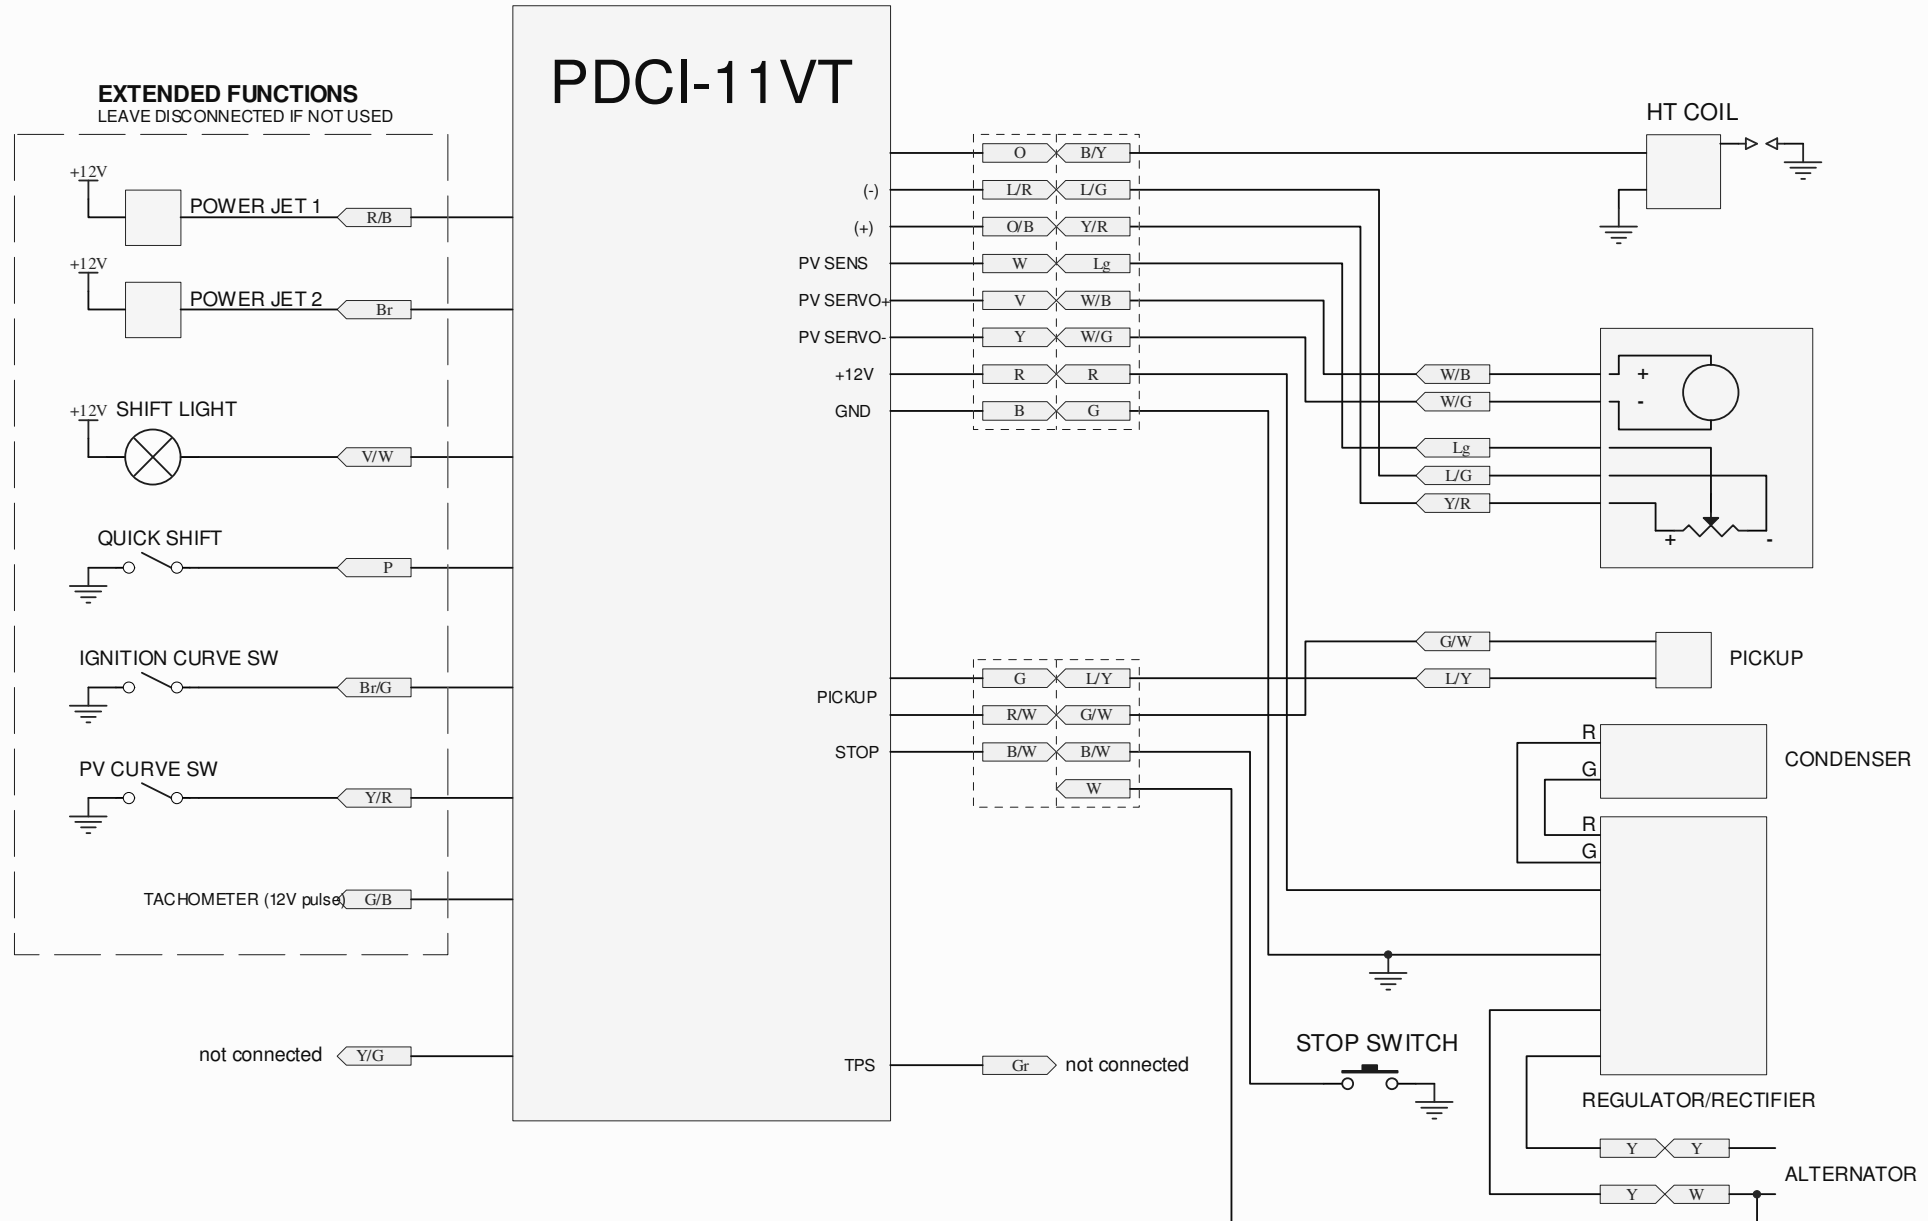 PDCI-11VT
EXTENDED FUNCTIONS
LEAVE DISCONNECTED IF NOT USED
+12V
POWER JET 1
R/B
+12V
POWER JET 2
Br
+12V
SHIFT LIGHT
V/W
QUICK SHIFT
P
IGNITION CURVE SW
Br/G
PV CURVE SW
Y/R
TACHOMETER (12V pulse)
G/B
not connected
Y/G
O
B/Y
(-)
L/R
L/G
(+)
O/B
Y/R
PV SENS
W
Lg
PV SERVO+
V
W/B
PV SERVO-
Y
W/G
+12V
R
R
GND
B
G
PICKUP
G
L/Y
R/W
G/W
STOP
B/W
B/W
W
TPS
Gr
not connected
HT COIL
W/B
+
W/G
-
Lg
L/G
Y/R
+
-
G/W
L/Y
PICKUP
R
G
CONDENSER
R
G
STOP SWITCH
REGULATOR/RECTIFIER
Y
Y
Y
W
ALTERNATOR